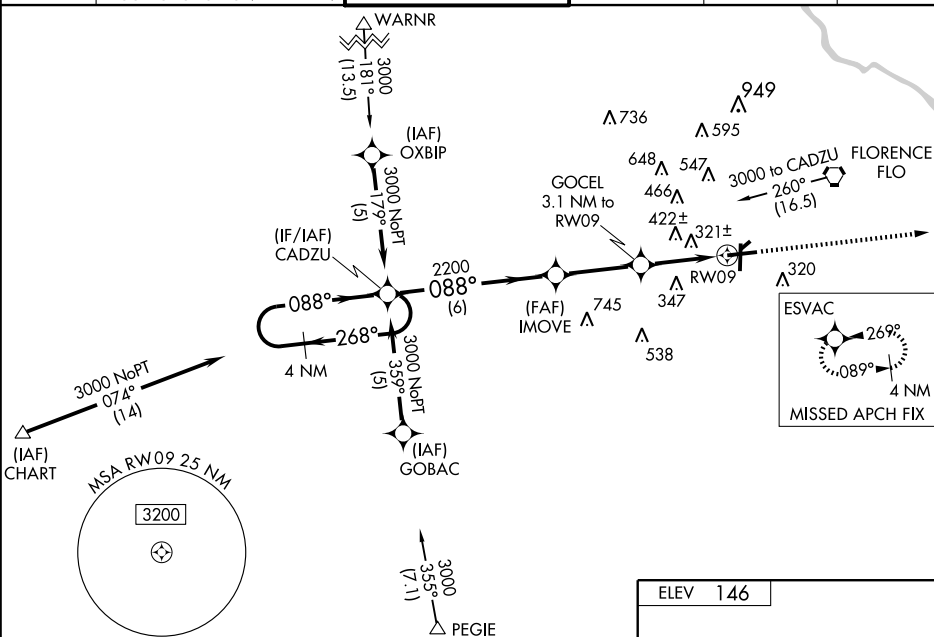 WARNR
3000
181°
(13.5)
(IAF)
OXBIP
3000 NoPT
179°
(5)
949
736
595
648
547
466
422±
321±
3000 to CADZU
260°
(16.5)
FLORENCE
FLO
GOCEL
3.1 NM to
RW09
(IF/IAF)
CADZU
088°
2200
088°
(6)
268°
4 NM
(FAF)
IMOVE
RW09
347
320
745
538
3000 NoPT
074°
(14)
(IAF)
CHART
3000 NoPT
359°
(5)
(IAF)
GOBAC
ESVAC
269°
089°
4 NM
MISSED APCH FIX
MSA RW09 25 NM
3200
3000
355°
(7.1)
PEGIE
ELEV 146